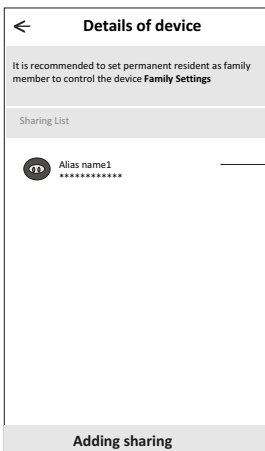 Details of device
It is recommended to set permanent resident as family
member to control the device Family Settings
Sharing List
Alias name1
************
Adding sharing